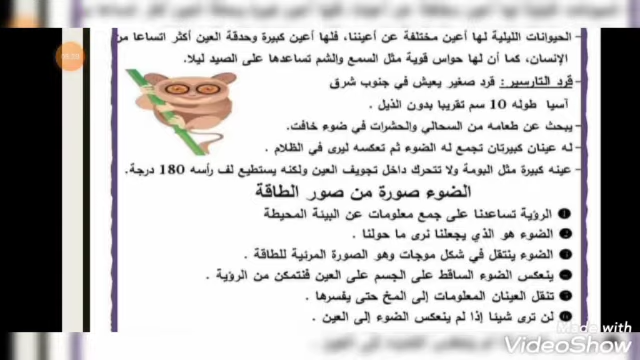 الحيوانات الليلية لها أعين مختلفة عن أعيننا، فلها أعين كبيرة وحدقة العين أكثر اتساعا من
الإنسان، كما أن لها حواس قوية مثل السمع والشم تساعدها على الصيد ليلا.
- قرد التارسير : قرد صغير يعيش في جنوب شرق
آسيا طوله 10 سم تقريبا بدون الذيل .
- يبحث عن طعامه من السحالي والحشرات في ضوء خافت.
- له عينان كبيرتان تجمع له الضوء ثم تعكسه ليرى في الظلام .
- عينه كبيرة مثل البومة ولا تتحرك داخل تجويف العين ولكنه يستطيع لف رأسه 180 درجة.
الضوء صورة من صور الطاقة
❶ الرؤية تساعدنا على جمع معلومات عن البيئة المحيطة
❷ الضوء هو الذي يجعلنا نرى ما حولنا .
❸ الضوء ينتقل في شكل موجات وهو الصورة المرئية للطاقة .
❹ ينعكس الضوء الساقط على الجسم على العين فنتمكن من الرؤية .
❺ تنقل العينان المعلومات إلى المخ حتى يفسرها .
❻ لن ترى شيئا إذا لم ينعكس الضوء إلى العين .
Made with
VideoShow